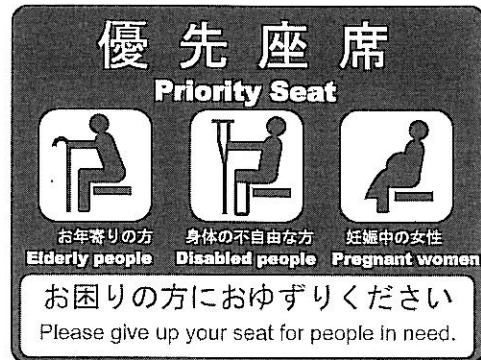 優先座席
Priority Seat
お年寄りの方 身体の不自由な方 妊娠中の女性
Elderly people Disabled people Pregnant women
お困りの方におゆずりください
Please give up your seat for people in need.